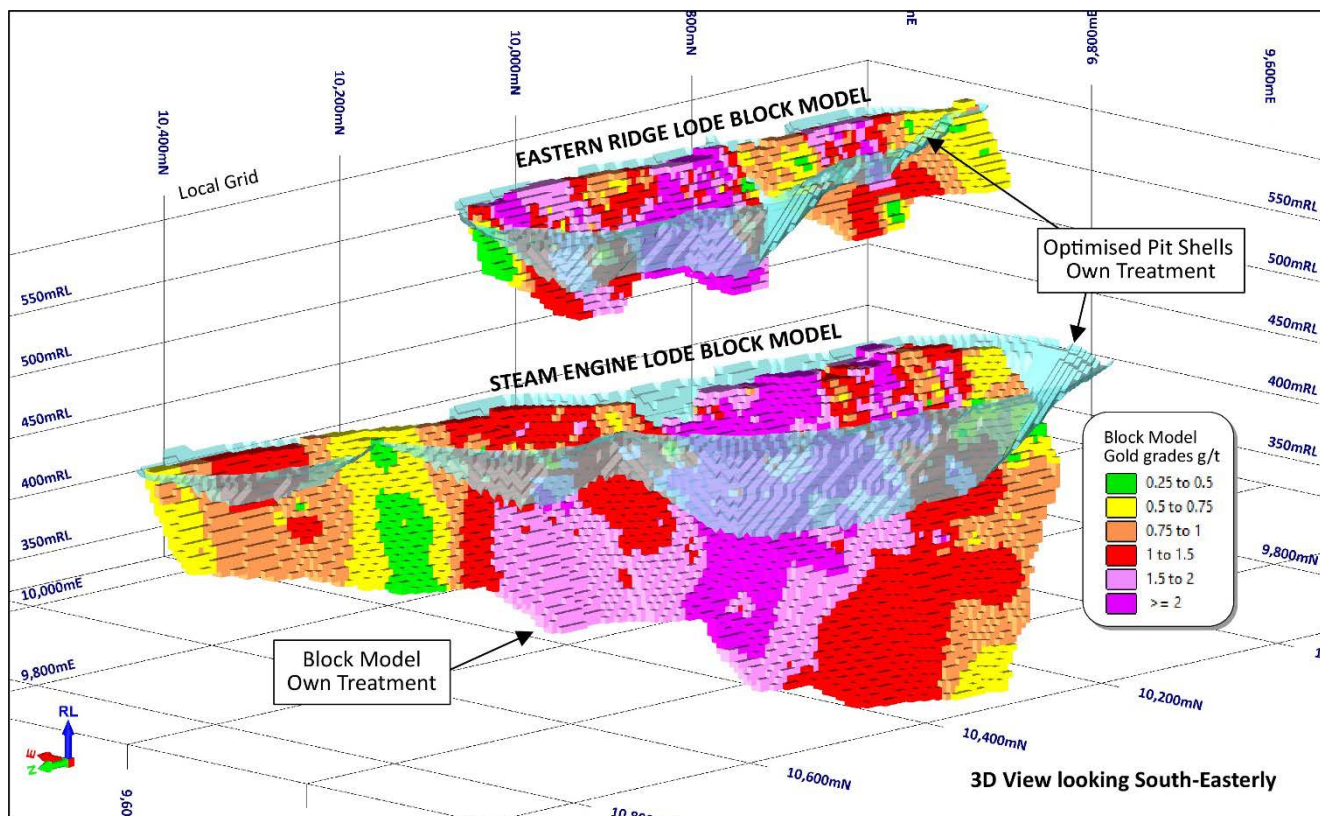 10,400mN
10,200mN
10,000mN
800mN
mE
9,800mE
9,600mE
Local Grid
EASTERN RIDGE LODE BLOCK MODEL
Optimised Pit Shells
Own Treatment
550mRL
500mRL
450mRL
400mRL
350mRL
550mRL
500mRL
450mRL
400mRL
350mRL
STEAM ENGINE LODE BLOCK MODEL
Block Model
Gold grades g/t
0.25 to 0.5
0.5 to 0.75
0.75 to 1
1 to 1.5
1.5 to 2
>= 2
10,000mE
9,800mE
9,60
Block Model
Own Treatment
9,800mN
10,200mN
10,400mN
10,600mN
RL
E
N
3D View looking South-Easterly